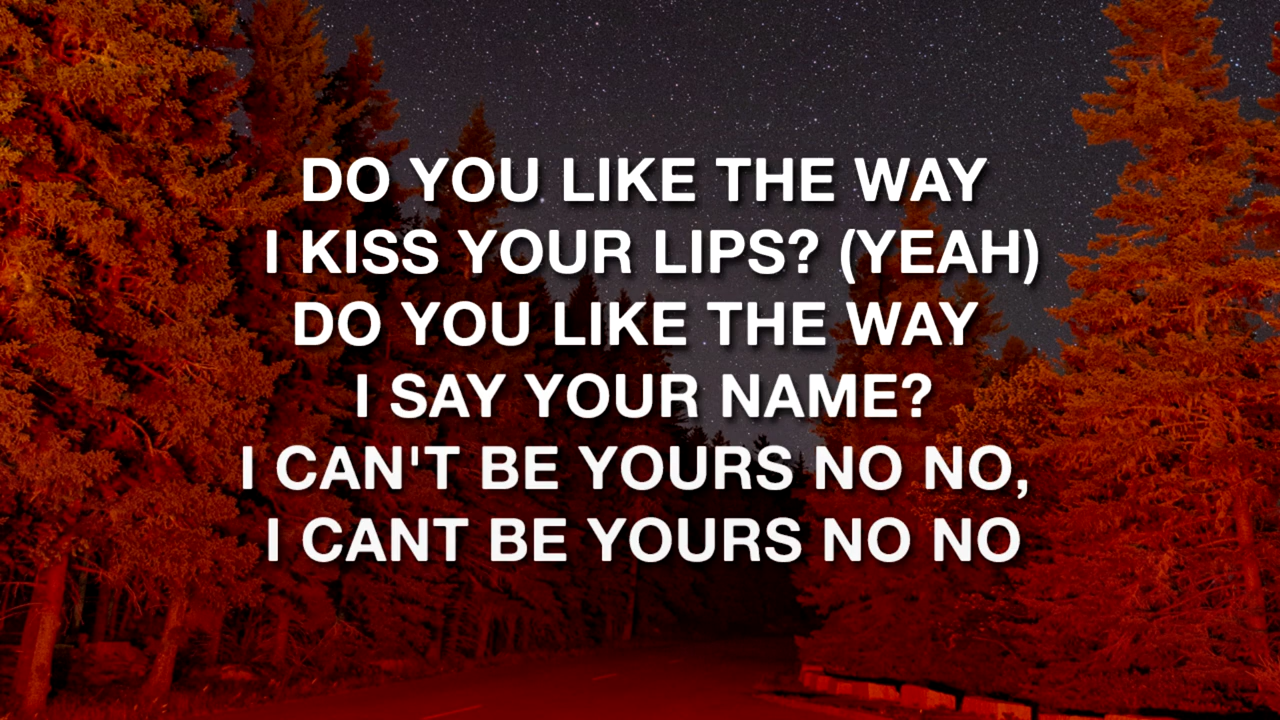 DO YOU LIKE THE WAY
I KISS YOUR LIPS? (YEAH)
DO YOU LIKE THE WAY
I SAY YOUR NAME?
I CAN'T BE YOURS NO NO,
I CANT BE YOURS NO NO